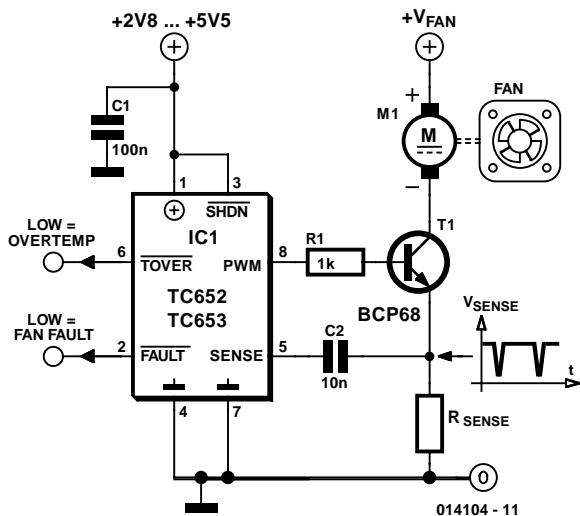 +2V8 ... +5V5
+VFAN
C1
100n
M1
+
M
−
FAN
1
3
SHDN
IC1
LOW =
OVERTEMP
6
TOVER
PWM
8
R1
1k
T1
BCP68
TC652
TC653
LOW =
FAN FAULT
2
FAULT
SENSE
5
C2
10n
VSENSE
t
4
7
RSENSE
0
014104 - 11